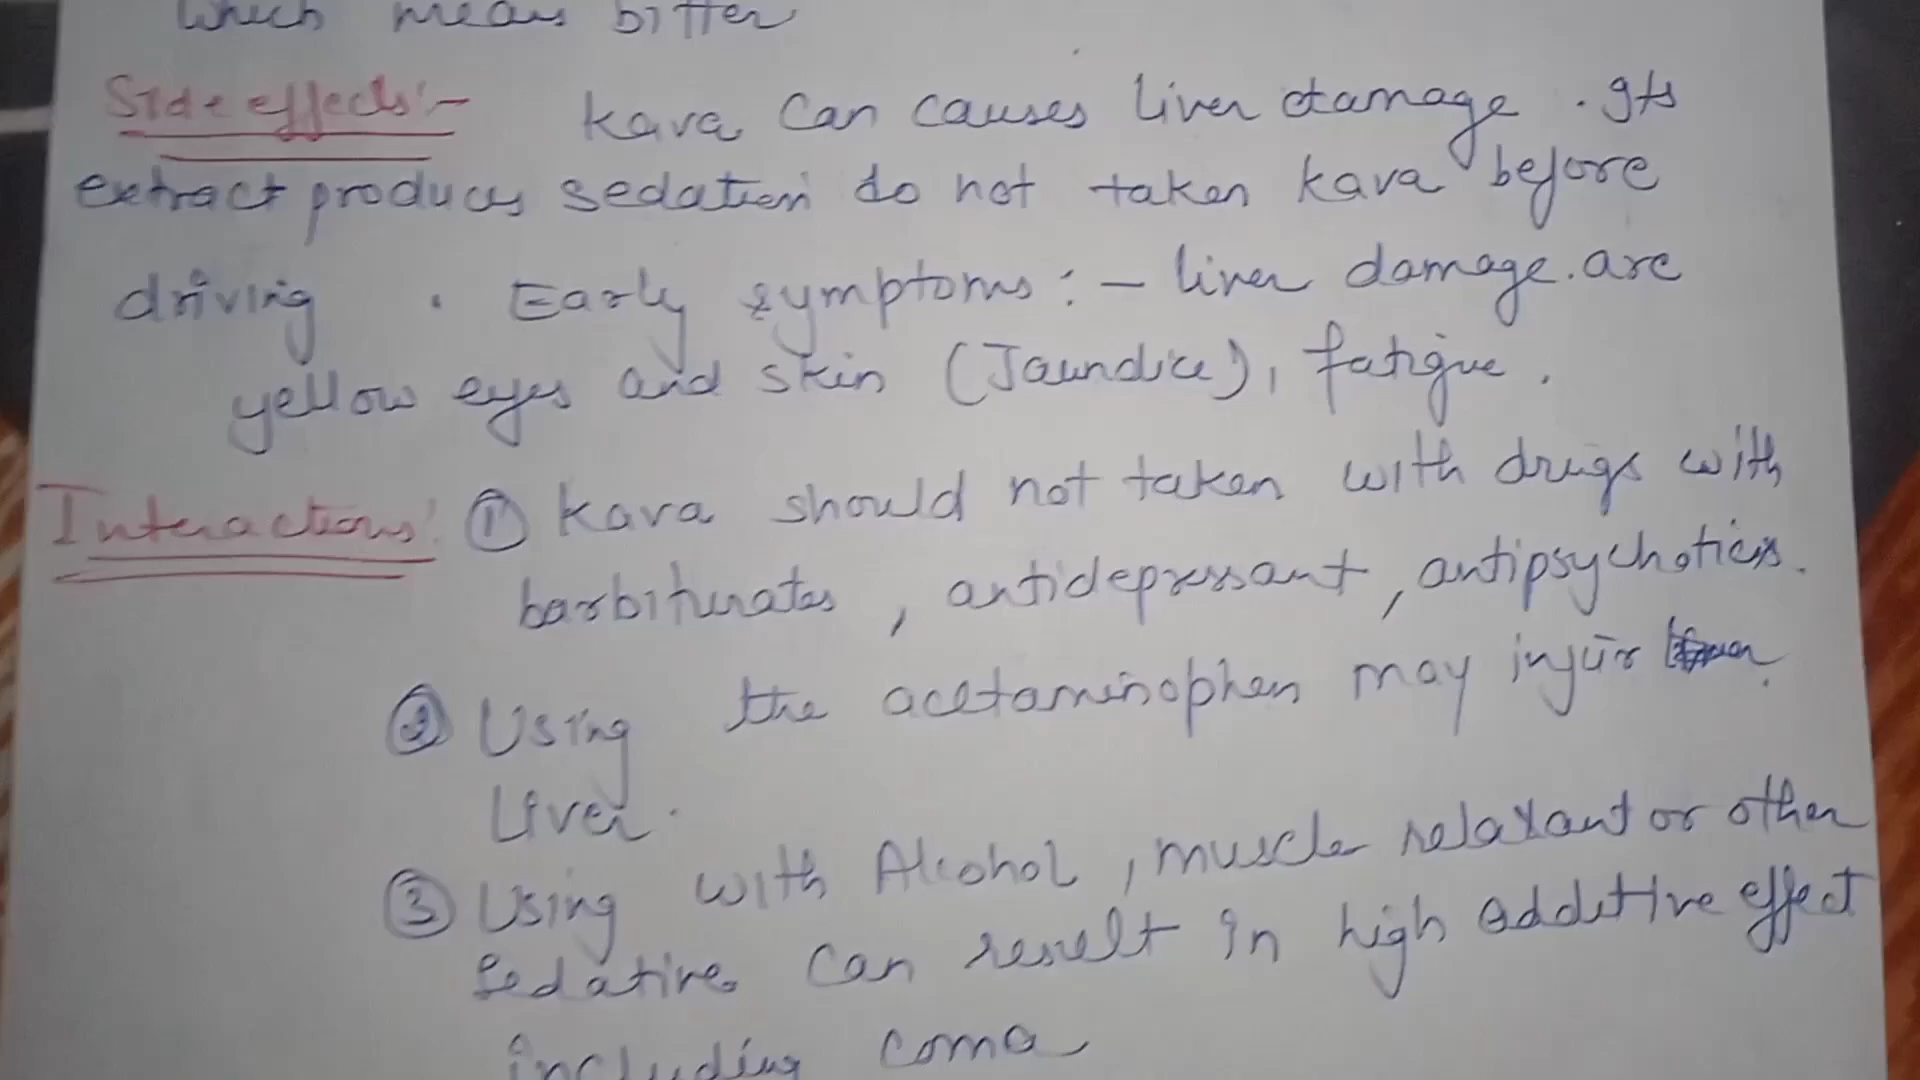 which means bitter
Side effects:- Kava can causes liver damage. Its
extract produces sedation do not taken kava before
driving . Early symptoms:- liver damage. are
yellow eyes and skin (Jaundice), fatigue.
Interactions: ① Kava should not taken with drugs with
barbiturates, antidepressant, antipsychotics.
② Using the acetaminophen may injur
Liver.
③ Using with Alcohol, muscle relaxant or other
Sedatives can result in high additive effect
including coma